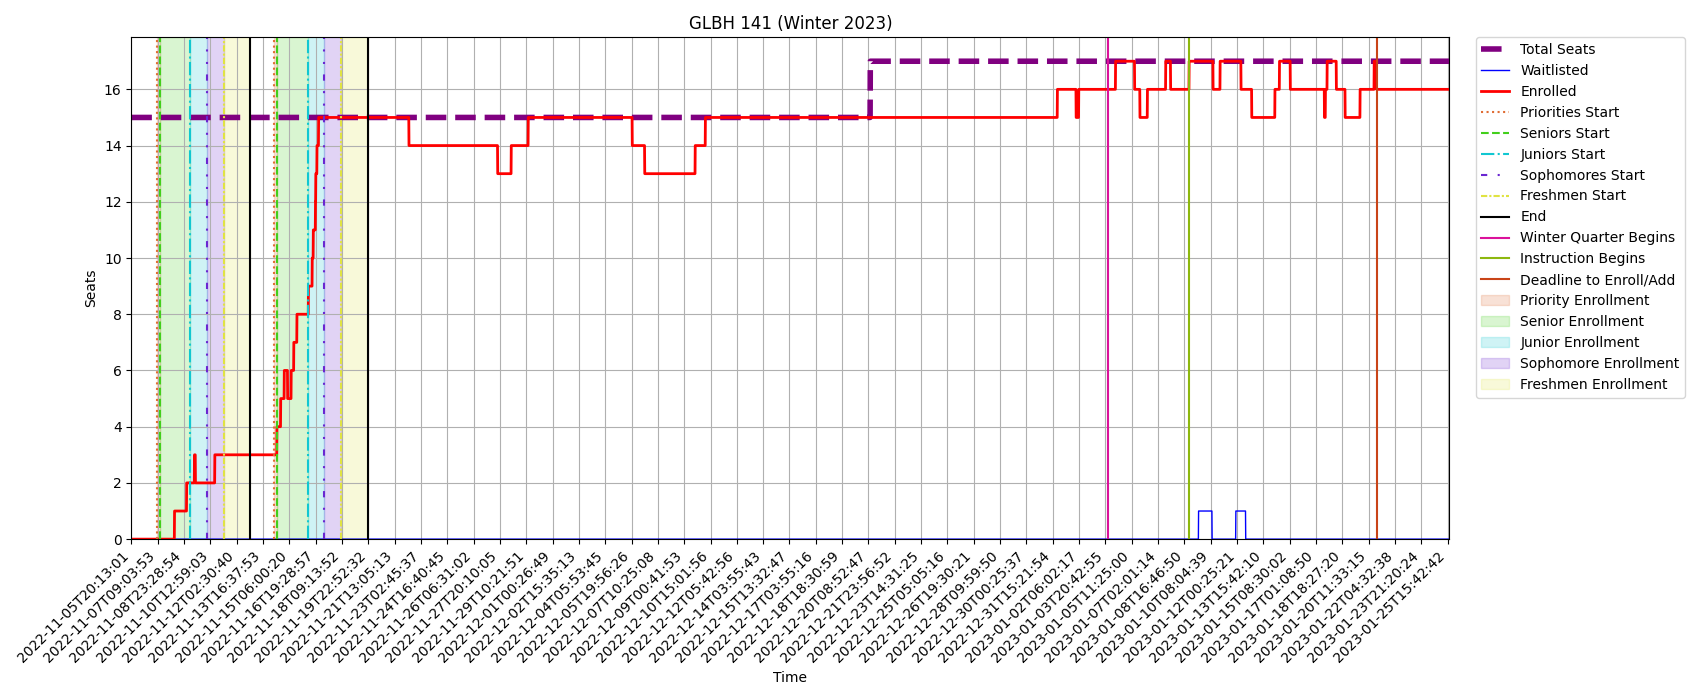 GLBH 141 (Winter 2023)
Seats
16
14
12
10
8
6
4
2
0
2022-11-05T20:13:01
2022-11-07T09:03:53
2022-11-08T23:28:54
2022-11-10T12:59:03
2022-11-12T02:30:40
2022-11-13T16:37:53
2022-11-15T06:00:20
2022-11-16T19:28:57
2022-11-18T09:13:52
2022-11-19T22:52:32
2022-11-21T13:05:13
2022-11-23T02:45:37
2022-11-24T16:40:45
2022-11-26T06:31:02
2022-11-27T20:10:05
2022-11-29T10:21:51
2022-12-01T00:26:49
2022-12-02T15:35:13
2022-12-04T05:53:45
2022-12-05T19:56:26
2022-12-07T10:25:08
2022-12-09T00:41:53
2022-12-10T15:01:56
2022-12-12T05:42:56
2022-12-14T03:55:43
2022-12-15T13:32:47
2022-12-17T03:55:16
2022-12-18T18:30:59
2022-12-20T08:52:47
2022-12-21T23:56:52
2022-12-23T14:31:25
2022-12-25T05:05:16
2022-12-26T19:30:21
2022-12-28T09:59:50
2022-12-30T00:25:37
2022-12-31T15:21:54
2023-01-02T06:02:17
2023-01-03T20:42:55
2023-01-05T11:25:00
2023-01-07T02:01:14
2023-01-08T16:46:50
2023-01-10T08:04:39
2023-01-12T00:25:21
2023-01-13T15:42:10
2023-01-15T08:30:02
2023-01-17T01:08:50
2023-01-18T18:27:20
2023-01-20T11:33:15
2023-01-22T04:32:38
2023-01-23T21:20:24
2023-01-25T15:42:42
Time
Total Seats
Waitlisted
Enrolled
Priorities Start
Seniors Start
Juniors Start
Sophomores Start
Freshmen Start
End
Winter Quarter Begins
Instruction Begins
Deadline to Enroll/Add
Priority Enrollment
Senior Enrollment
Junior Enrollment
Sophomore Enrollment
Freshmen Enrollment